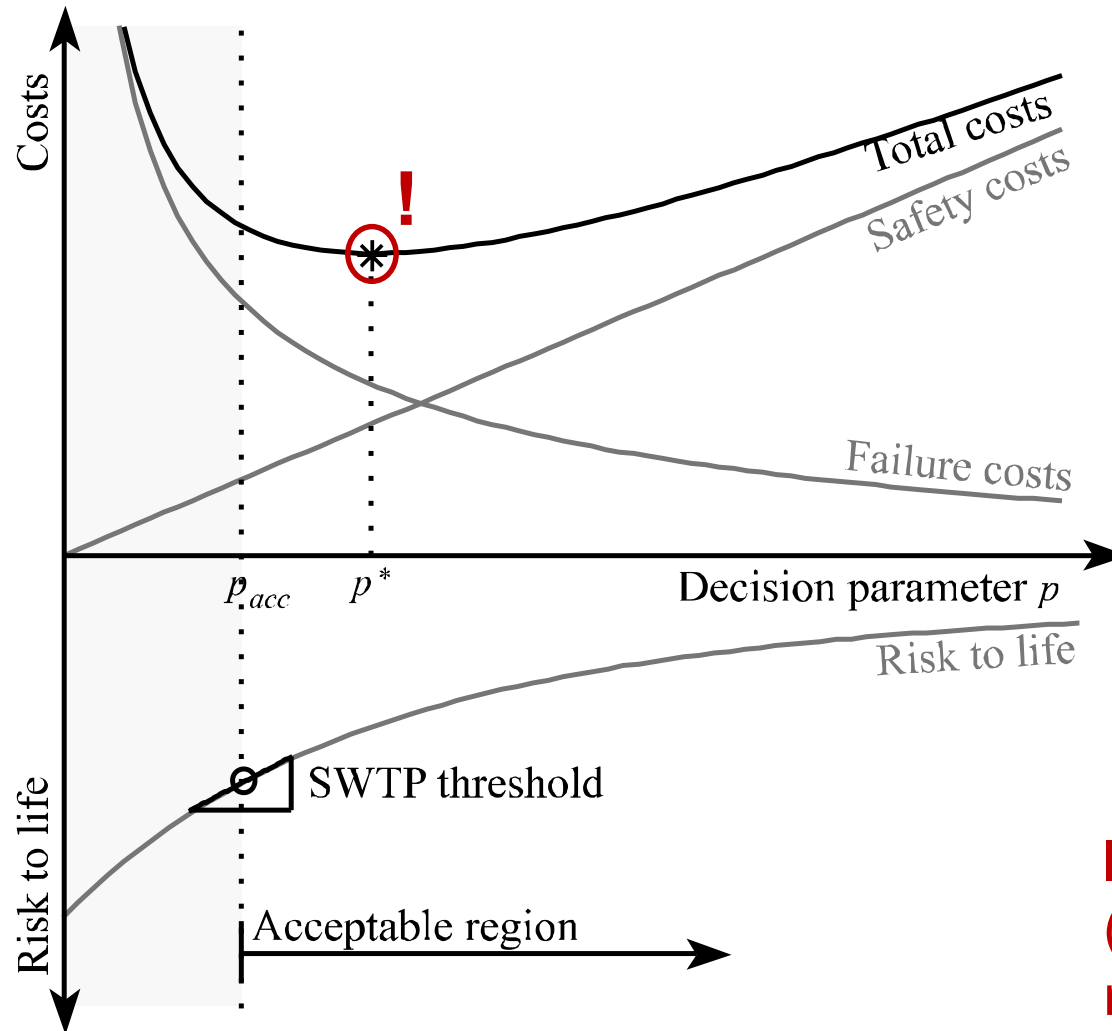 Costs
!
Total costs
Safety costs
Failure costs
p acc
p*
Decision parameter p
Risk to life
SWTP threshold
Risk to life
Acceptable region